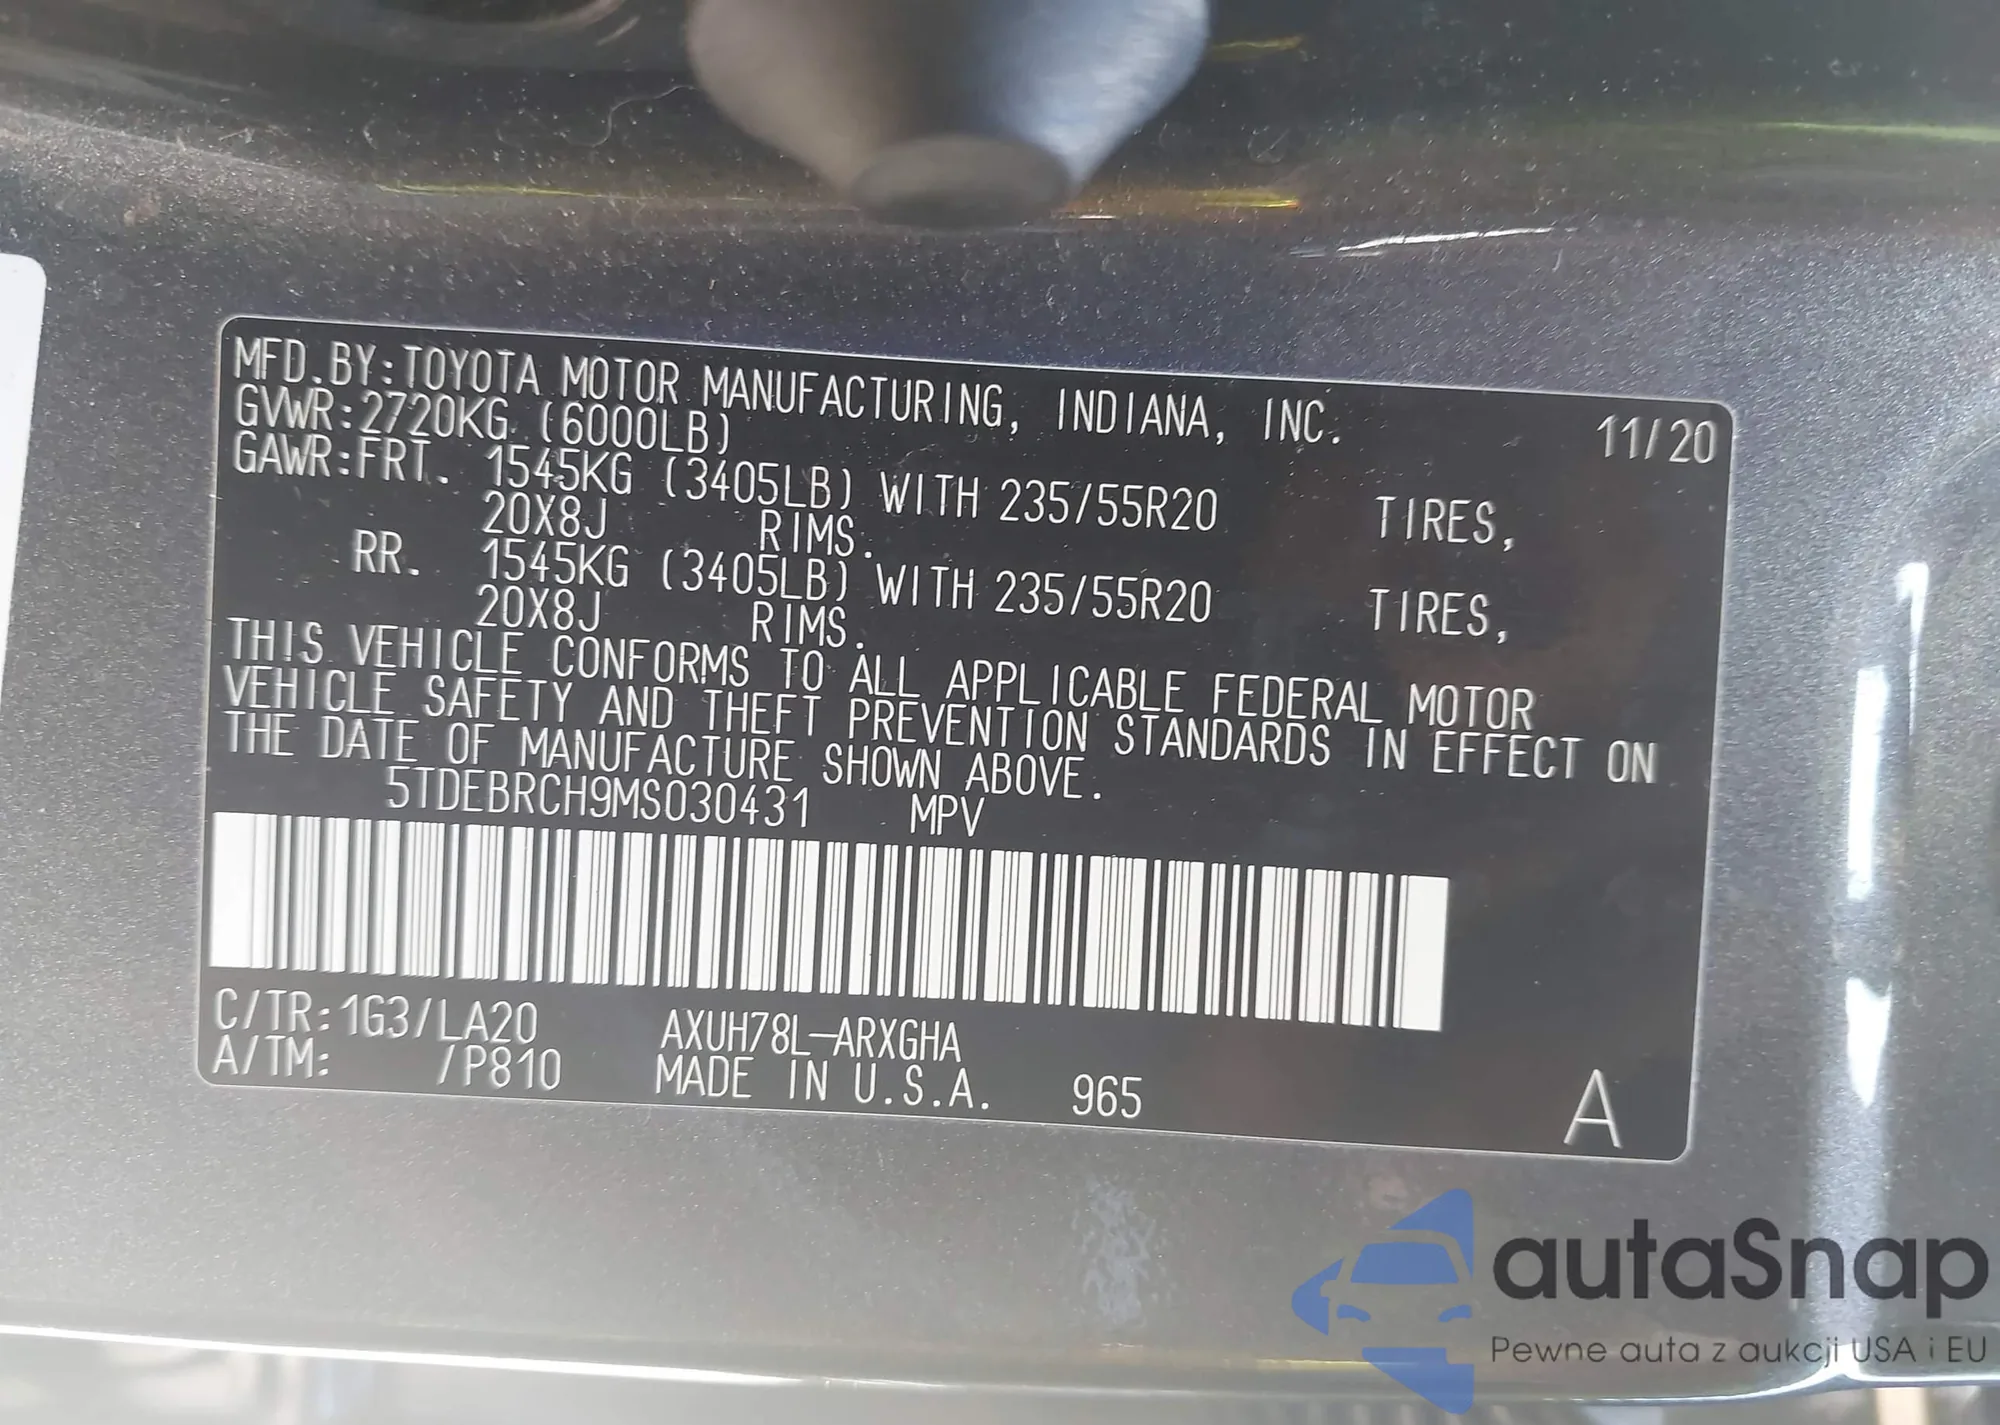 MFD.BY:TOYOTA MOTOR MANUFACTURING, INDIANA, INC. 11/20
GVWR:2720KG (6000LB)
GAWR:FRT. 1545KG (3405LB) WITH 235/55R20 TIRES,
20X8J RIMS.
RR. 1545KG (3405LB) WITH 235/55R20 TIRES,
20X8J RIMS.
THIS VEHICLE CONFORMS TO ALL APPLICABLE FEDERAL MOTOR
VEHICLE SAFETY AND THEFT PREVENTION STANDARDS IN EFFECT ON
THE DATE OF MANUFACTURE SHOWN ABOVE.
5TDEBRCH9MS030431 MPV
C/TR:1G3/LA20 AXUH78L-ARXGHA
A/TM: /P810 MADE IN U.S.A. 965 A
autaSnap
Pewne auta z aukcji USA i EU